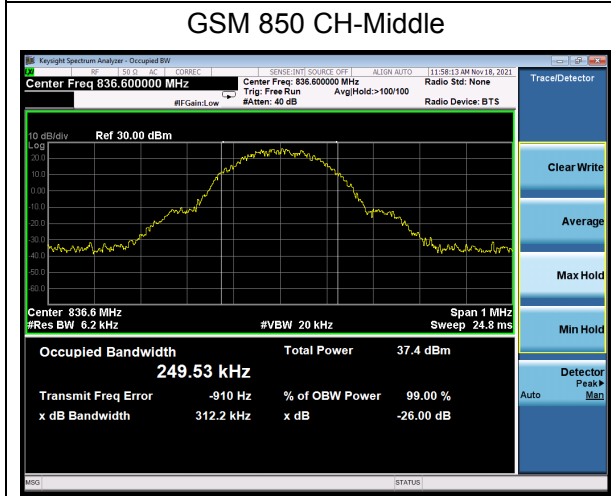 GSM 850 CH-Middle
Keysight Spectrum Analyzer - Occupied BW
RF 50 Ω AC CORREC SENSE:INT SOURCE OFF ALIGN AUTO 11:58:13 AM Nov 18, 2021
Center Freq 836.600000 MHz Center Freq: 836.600000 MHz Radio Std: None
Trig: Free Run Avg|Hold:>100/100
#IFGain:Low #Atten: 40 dB Radio Device: BTS
Trace/Detector
10 dB/div Ref 30.00 dBm
Log
20.0
10.0
0.00
-10.0
-20.0
-30.0
-40.0
-50.0
-60.0
Center 836.6 MHz Span 1 MHz
#Res BW 6.2 kHz #VBW 20 kHz Sweep 24.8 ms
Occupied Bandwidth Total Power 37.4 dBm
249.53 kHz
Transmit Freq Error -910 Hz % of OBW Power 99.00 %
x dB Bandwidth 312.2 kHz x dB -26.00 dB
Clear Write
Average
Max Hold
Min Hold
Detector
Peak▶
Auto Man
MSG STATUS